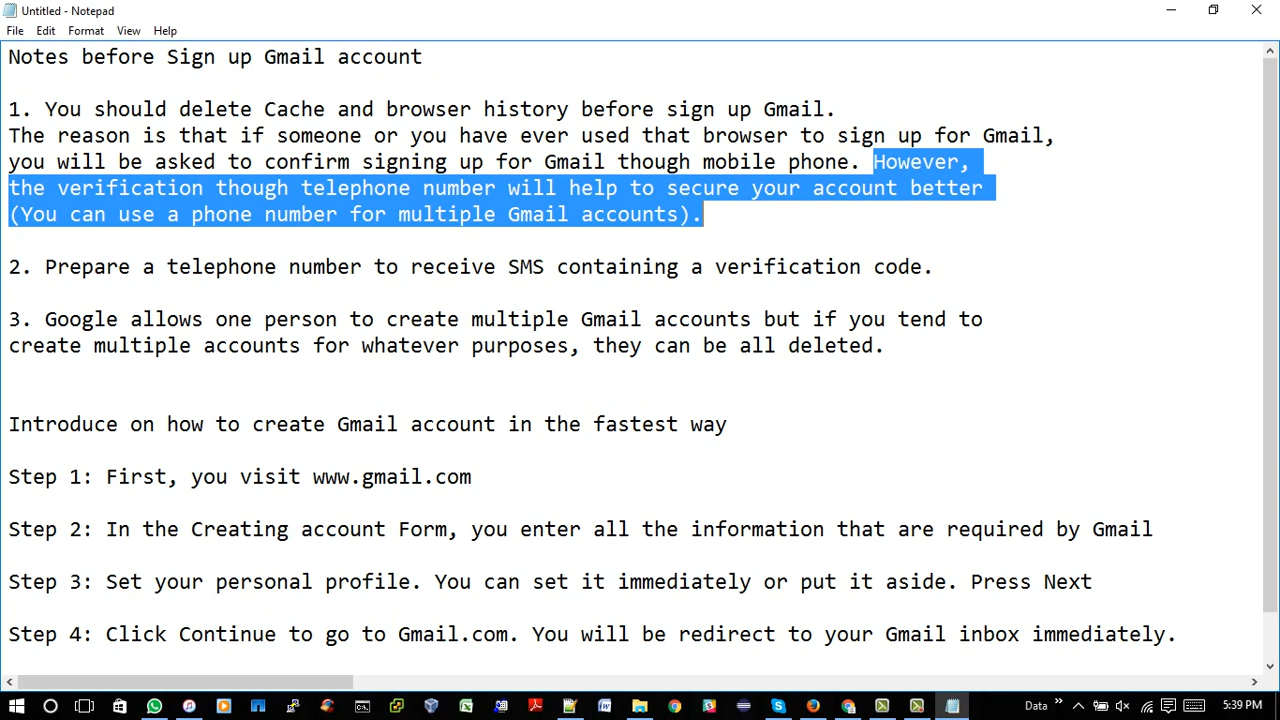 Untitled - Notepad
File Edit Format View Help
Notes before Sign up Gmail account
1. You should delete Cache and browser history before sign up Gmail.
The reason is that if someone or you have ever used that browser to sign up for Gmail,
you will be asked to confirm signing up for Gmail though mobile phone. However,
the verification though telephone number will help to secure your account better
(You can use a phone number for multiple Gmail accounts).
2. Prepare a telephone number to receive SMS containing a verification code.
3. Google allows one person to create multiple Gmail accounts but if you tend to
create multiple accounts for whatever purposes, they can be all deleted.
Introduce on how to create Gmail account in the fastest way
Step 1: First, you visit www.gmail.com
Step 2: In the Creating account Form, you enter all the information that are required by Gmail
Step 3: Set your personal profile. You can set it immediately or put it aside. Press Next
Step 4: Click Continue to go to Gmail.com. You will be redirect to your Gmail inbox immediately.
Data » 5:39 PM